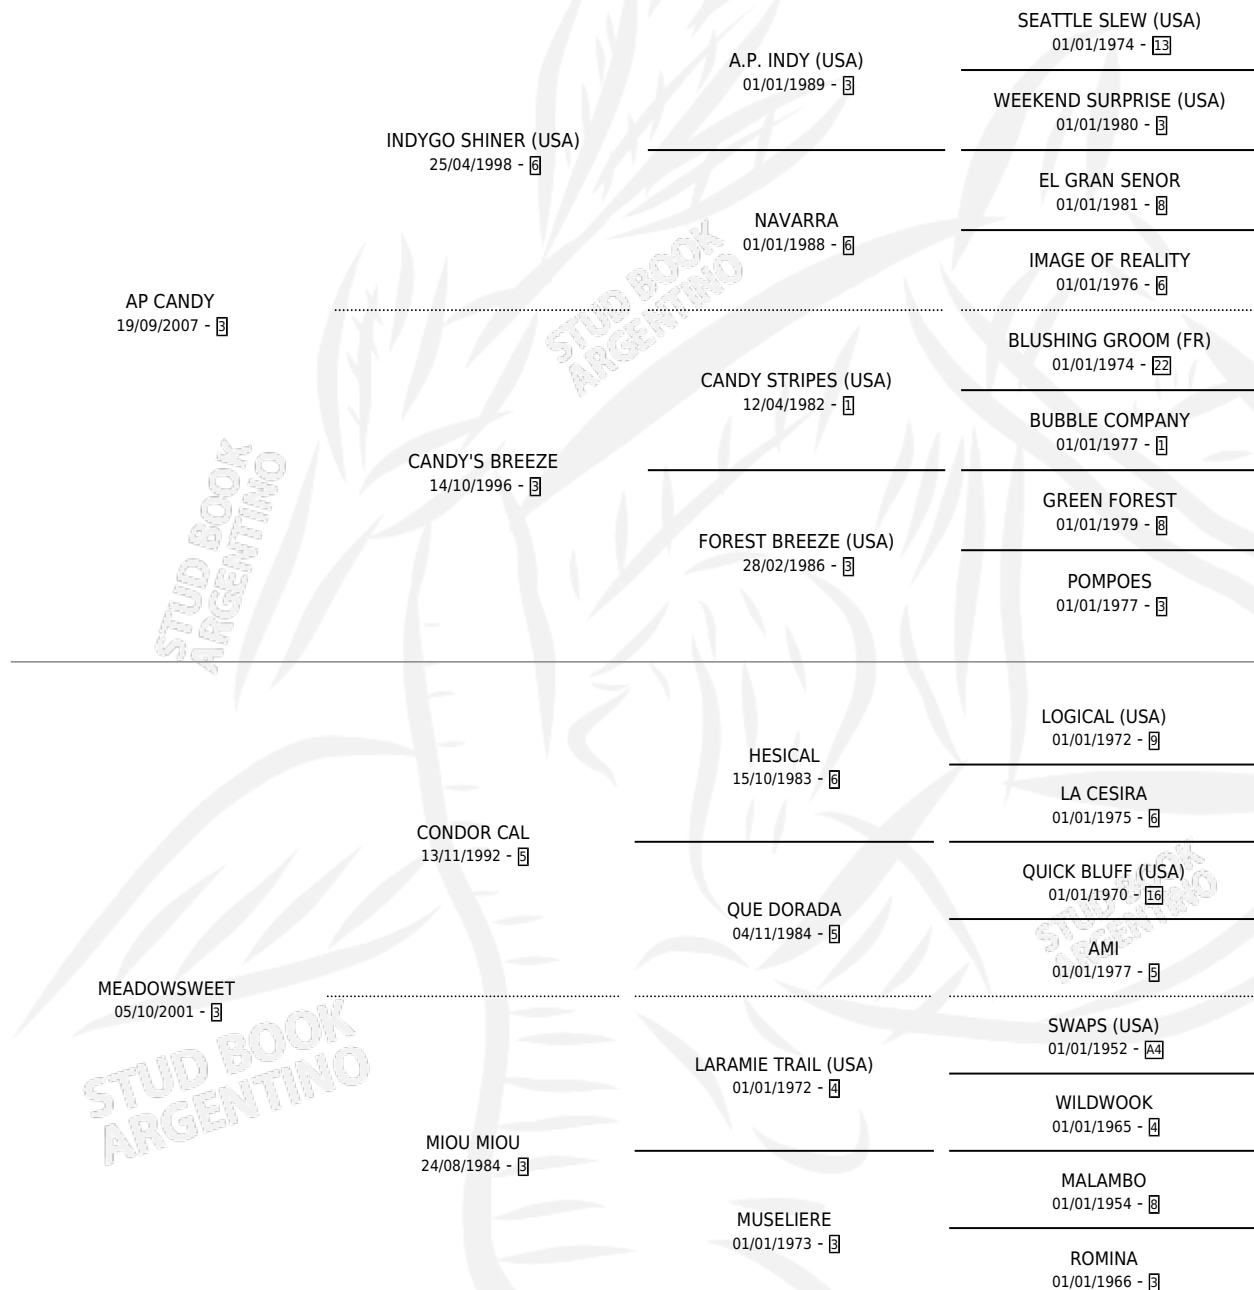 SEATTLE SLEW (USA)
01/01/1974 - 13
A.P. INDY (USA)
01/01/1989 - 3
WEEKEND SURPRISE (USA)
01/01/1980 - 3
INDYGO SHINER (USA)
25/04/1998 - 6
EL GRAN SENOR
01/01/1981 - 8
NAVARRA
01/01/1988 - 6
IMAGE OF REALITY
01/01/1976 - 6
STUD BOOK
ARGENTINO
AP CANDY
19/09/2007 - 3
BLUSHING GROOM (FR)
01/01/1974 - 22
CANDY STRIPES (USA)
12/04/1982 - 1
BUBBLE COMPANY
01/01/1977 - 1
CANDY'S BREEZE
14/10/1996 - 3
GREEN FOREST
01/01/1979 - 8
FOREST BREEZE (USA)
28/02/1986 - 3
POMPOES
01/01/1977 - 3
STUD BOOK
ARGENTINO
LOGICAL (USA)
01/01/1972 - 9
HESICAL
15/10/1983 - 6
LA CESIRA
01/01/1975 - 6
CONDOR CAL
13/11/1992 - 5
QUICK BLUFF (USA)
01/01/1970 - 16
QUE DORADA
04/11/1984 - 5
STUD BOOK
ARGENTINO
AMI
01/01/1977 - 5
MEADOWSWEET
05/10/2001 - 3
SWAPS (USA)
01/01/1952 - A4
LARAMIE TRAIL (USA)
01/01/1972 - 4
STUD BOOK
ARGENTINO
WILDWOOK
01/01/1965 - 4
MIOU MIOU
24/08/1984 - 3
MALAMBO
01/01/1954 - 8
MUSELIERE
01/01/1973 - 3
ROMINA
01/01/1966 - 3